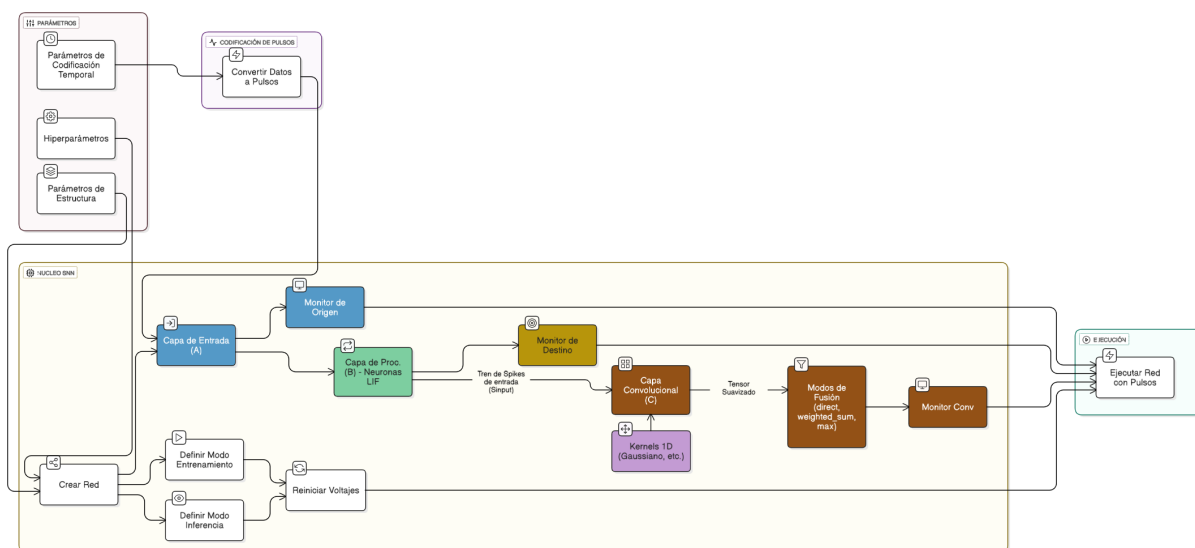 PARÁMETROS
Parámetros de
Codificación
Temporal
Hiperparámetros
Parámetros de
Estructura
CODIFICACIÓN DE PULSOS
Convertir Datos
a Pulsos
NUCLEO SNN
Capa de Entrada
(A)
Monitor de
Origen
Capa de Proc.
(B) - Neuronas
LIF
Monitor de
Destino
Tren de Spikes
de entrada
(Sinput)
Capa
Convolucional
(C)
Kernels 1D
(Gaussiano, etc.)
Tensor
Suavizado
Modos de
Fusión
(direct,
weighted_sum,
max)
Monitor Conv
Crear Red
Definir Modo
Entrenamiento
Definir Modo
Inferencia
Reiniciar Voltajes
EJECUCIÓN
Ejecutar Red
con Pulsos